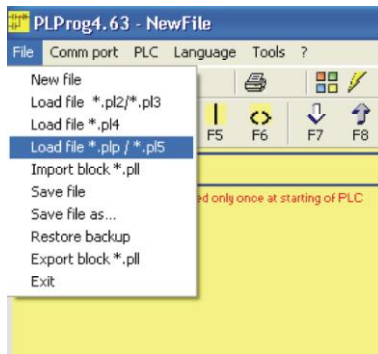 PLProg4.63 - NewFile
File Comm port PLC Language Tools ?
New file
Load file *.pl2/*.pl3
Load file *.pl4
Load file *.plp / *.pl5
Import block *.pll
Save file
Save file as...
Restore backup
Export block *.pll
Exit
F5 F6 F7 F8
ed only once at starting of PLC